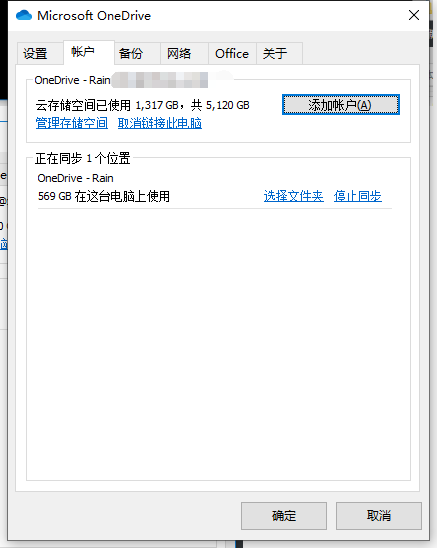 Microsoft OneDrive
设置 帐户 备份 网络 Office 关于
OneDrive - Rain
云存储空间已使用 1,317 GB，共 5,120 GB
添加帐户(A)
管理存储空间 取消链接此电脑
正在同步 1 个位置
OneDrive - Rain
569 GB 在这台电脑上使用 选择文件夹 停止同步
确定 取消